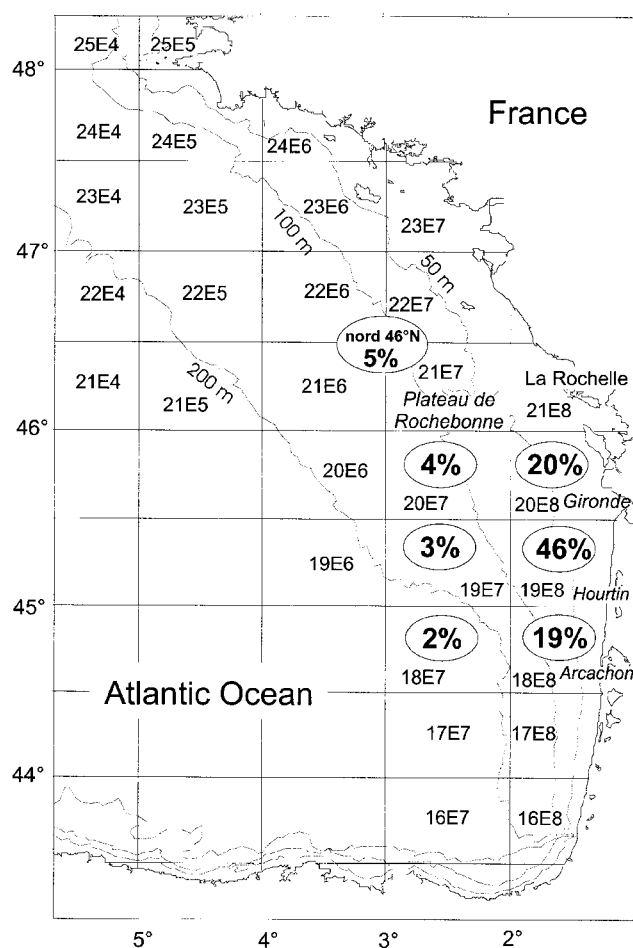 25E4 25E5
48°
France
24E4 24E5 24E6
23E4 23E5 23E6 23E7
100 m
47°
50 m
22E4 22E5 22E6 22E7
nord 46°N
5%
200 m
21E4 21E5 21E6 21E7
La Rochelle
Plateau de
Rochebonne
21E8
46°
4% 20%
20E6
20E7 20E8 Gironde
3% 46%
19E6 19E7 19E8 Hourtin
45°
2% 19%
Arcachon
18E7 18E8
Atlantic Ocean
17E7 17E8
44°
16E7 16E8
5° 4° 3° 2°